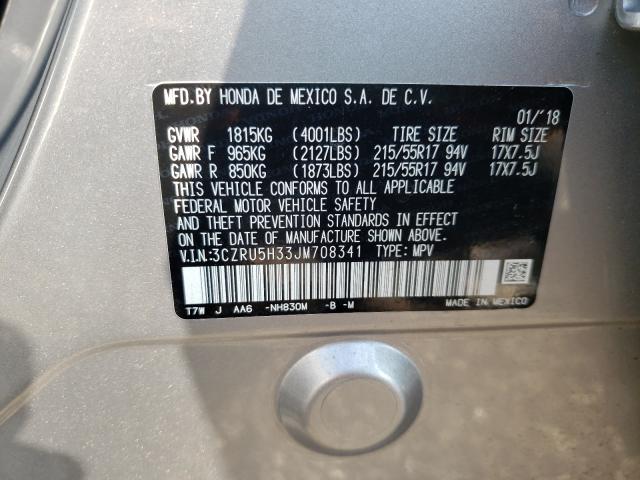 MFD.BY HONDA DE MEXICO S.A. DE C.V.
01/'18
GVWR 1815KG (4001LBS) TIRE SIZE RIM SIZE
GAWR F 965KG (2127LBS) 215/55R17 94V 17X7.5J
GAWR R 850KG (1873LBS) 215/55R17 94V 17X7.5J
THIS VEHICLE CONFORMS TO ALL APPLICABLE
FEDERAL MOTOR VEHICLE SAFETY
AND THEFT PREVENTION STANDARDS IN EFFECT
ON THE DATE OF MANUFACTURE SHOWN ABOVE.
V.I.N:3CZRU5H33JM708341 TYPE: MPV
T7W J AA6 -NH830M -B -M
MADE IN MEXICO